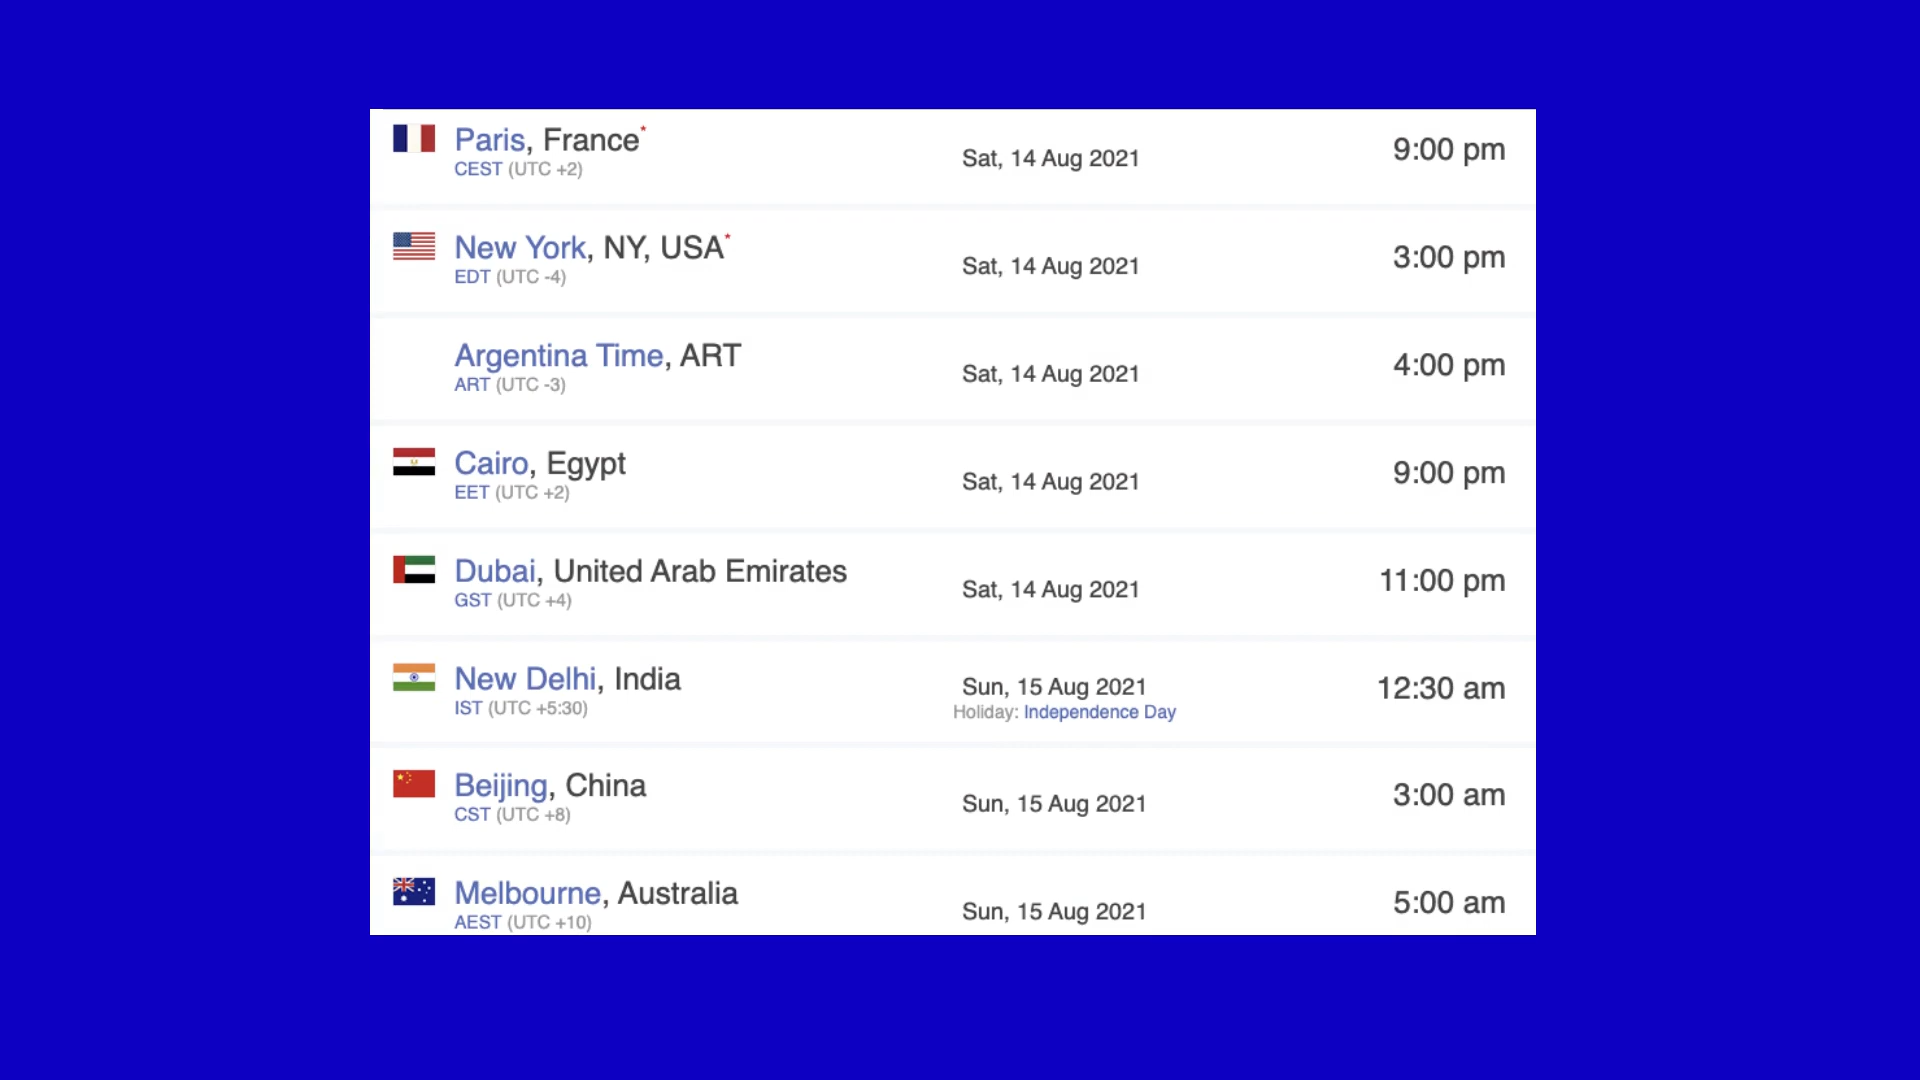 Paris, France*
CEST (UTC +2)
Sat, 14 Aug 2021
9:00 pm
New York, NY, USA*
EDT (UTC -4)
Sat, 14 Aug 2021
3:00 pm
Argentina Time, ART
ART (UTC -3)
Sat, 14 Aug 2021
4:00 pm
Cairo, Egypt
EET (UTC +2)
Sat, 14 Aug 2021
9:00 pm
Dubai, United Arab Emirates
GST (UTC +4)
Sat, 14 Aug 2021
11:00 pm
New Delhi, India
IST (UTC +5:30)
Sun, 15 Aug 2021
Holiday: Independence Day
12:30 am
Beijing, China
CST (UTC +8)
Sun, 15 Aug 2021
3:00 am
Melbourne, Australia
AEST (UTC +10)
Sun, 15 Aug 2021
5:00 am